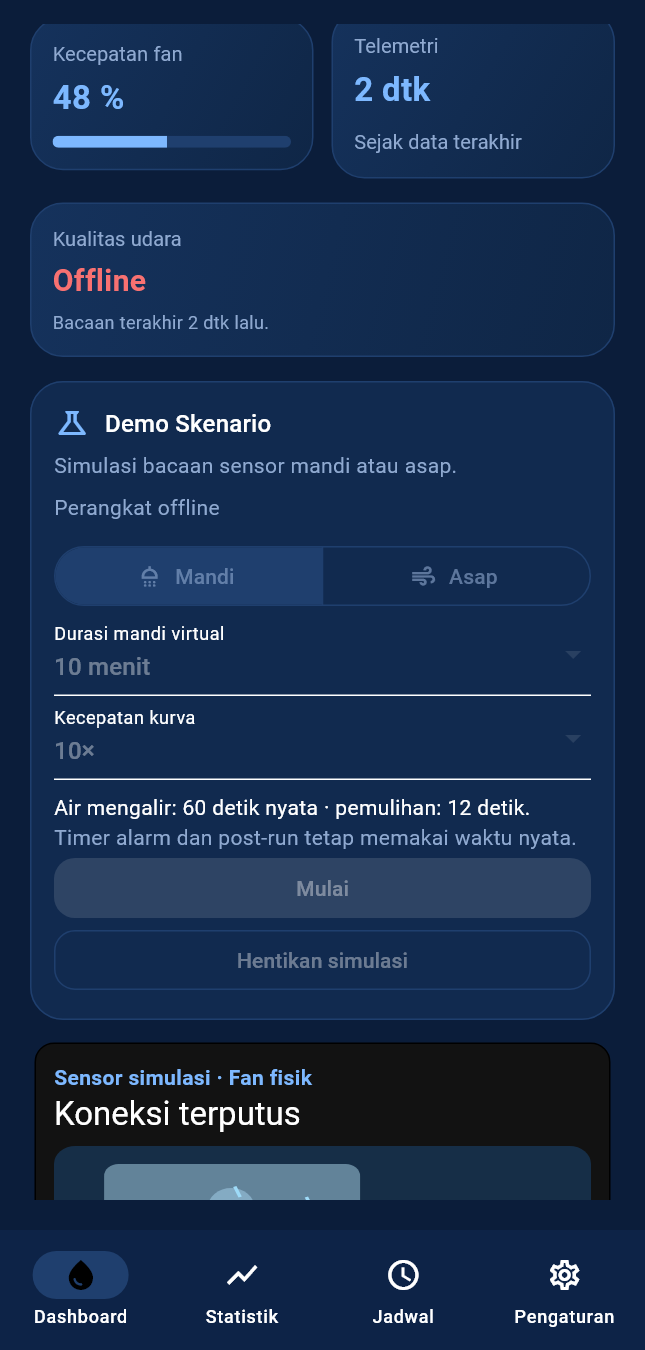 Kecepatan fan
48 %
Telemetri
2 dtk
Sejak data terakhir
Kualitas udara
Offline
Bacaan terakhir 2 dtk lalu.
Demo Skenario
Simulasi bacaan sensor mandi atau asap.
Perangkat offline
Mandi
Asap
Durasi mandi virtual
10 menit
Kecepatan kurva
10×
Air mengalir: 60 detik nyata · pemulihan: 12 detik.
Timer alarm dan post-run tetap memakai waktu nyata.
Mulai
Hentikan simulasi
Sensor simulasi · Fan fisik
Koneksi terputus
Dashboard
Statistik
Jadwal
Pengaturan